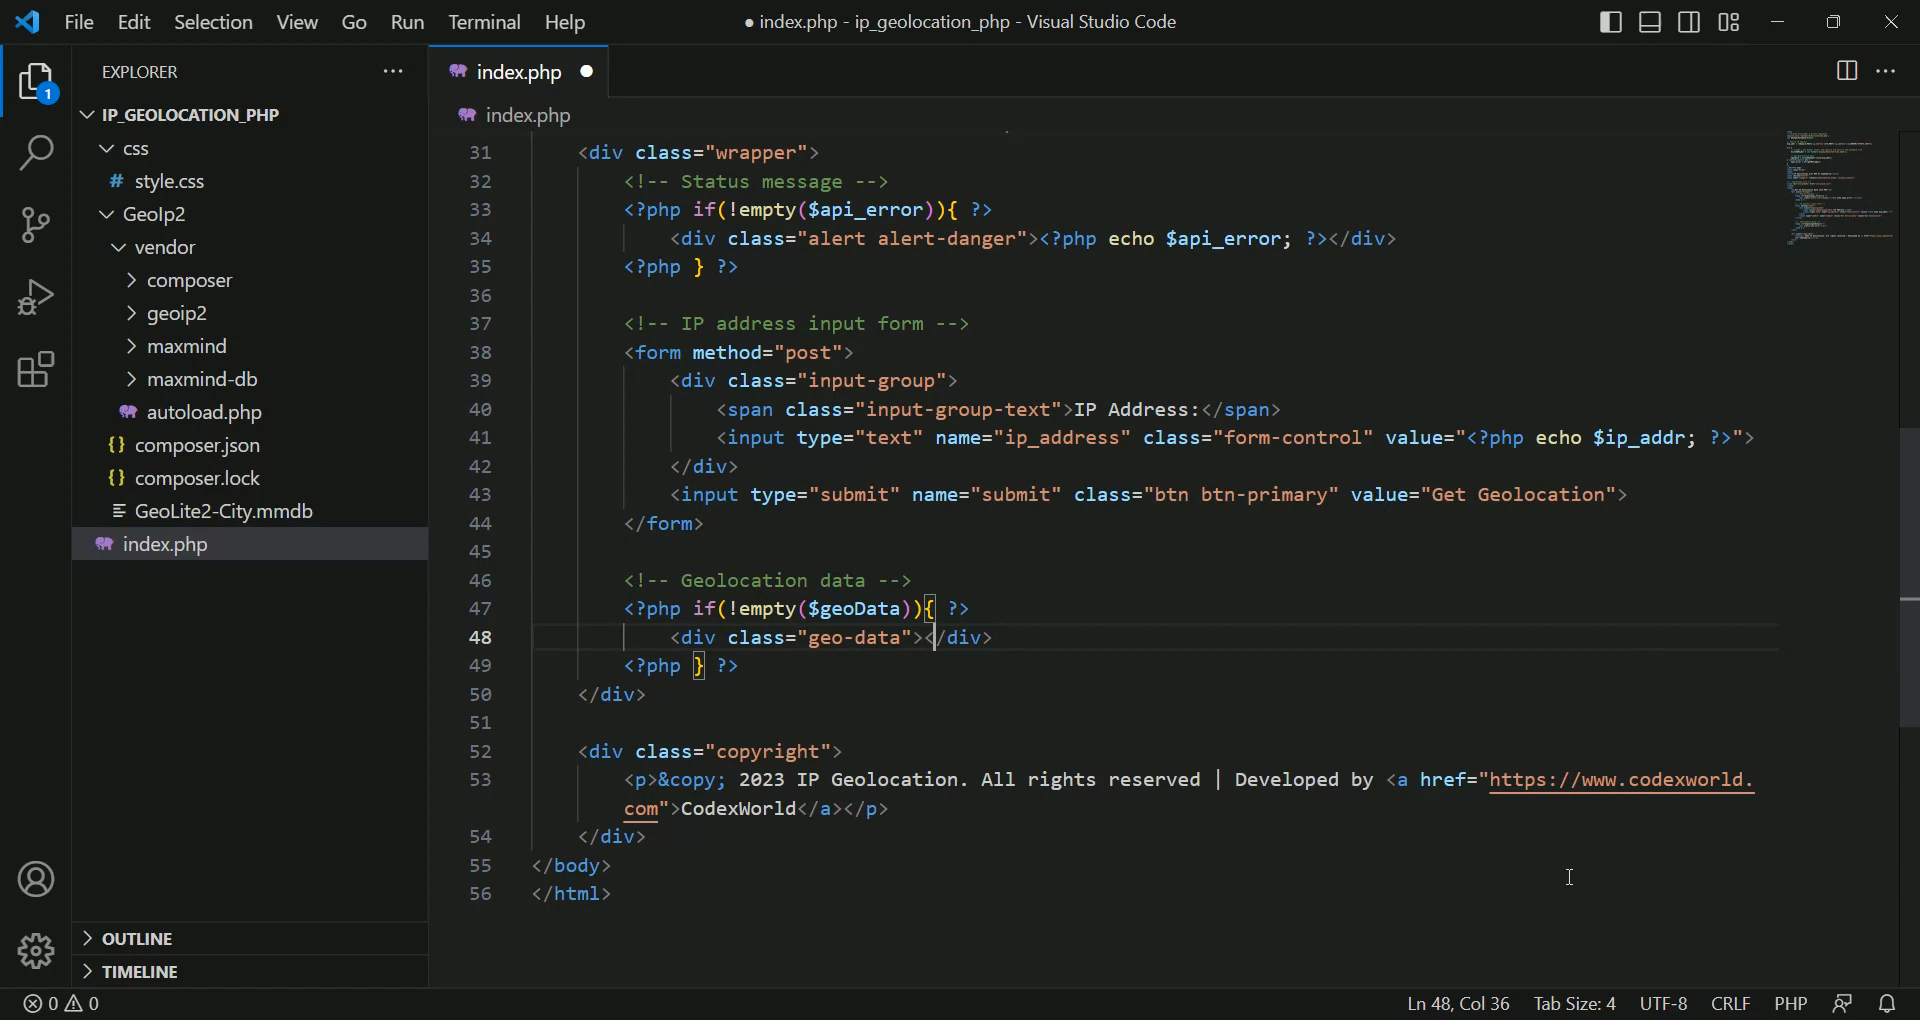 File Edit Selection View Go Run Terminal Help
● index.php - ip_geolocation_php - Visual Studio Code
EXPLORER
index.php
1
IP_GEOLOCATION_PHP
index.php
css
# style.css
GeoIp2
vendor
composer
geoip2
maxmind
maxmind-db
autoload.php
{} composer.json
{} composer.lock
GeoLite2-City.mmdb
index.php
OUTLINE
TIMELINE
31 <div class="wrapper">
32 <!-- Status message -->
33 <?php if(!empty($api_error)){ ?>
34 <div class="alert alert-danger"><?php echo $api_error; ?></div>
35 <?php } ?>
36
37 <!-- IP address input form -->
38 <form method="post">
39 <div class="input-group">
40 <span class="input-group-text">IP Address:</span>
41 <input type="text" name="ip_address" class="form-control" value="<?php echo $ip_addr; ?>">
42 </div>
43 <input type="submit" name="submit" class="btn btn-primary" value="Get Geolocation">
44 </form>
45
46 <!-- Geolocation data -->
47 <?php if(!empty($geoData)){ ?>
48 <div class="geo-data"></div>
49 <?php } ?>
50 </div>
51
52 <div class="copyright">
53 <p>&copy; 2023 IP Geolocation. All rights reserved | Developed by <a href="https://www.codexworld.
com">CodexWorld</a></p>
54 </div>
55 </body>
56 </html>
0 0
Ln 48, Col 36 Tab Size: 4 UTF-8 CRLF PHP